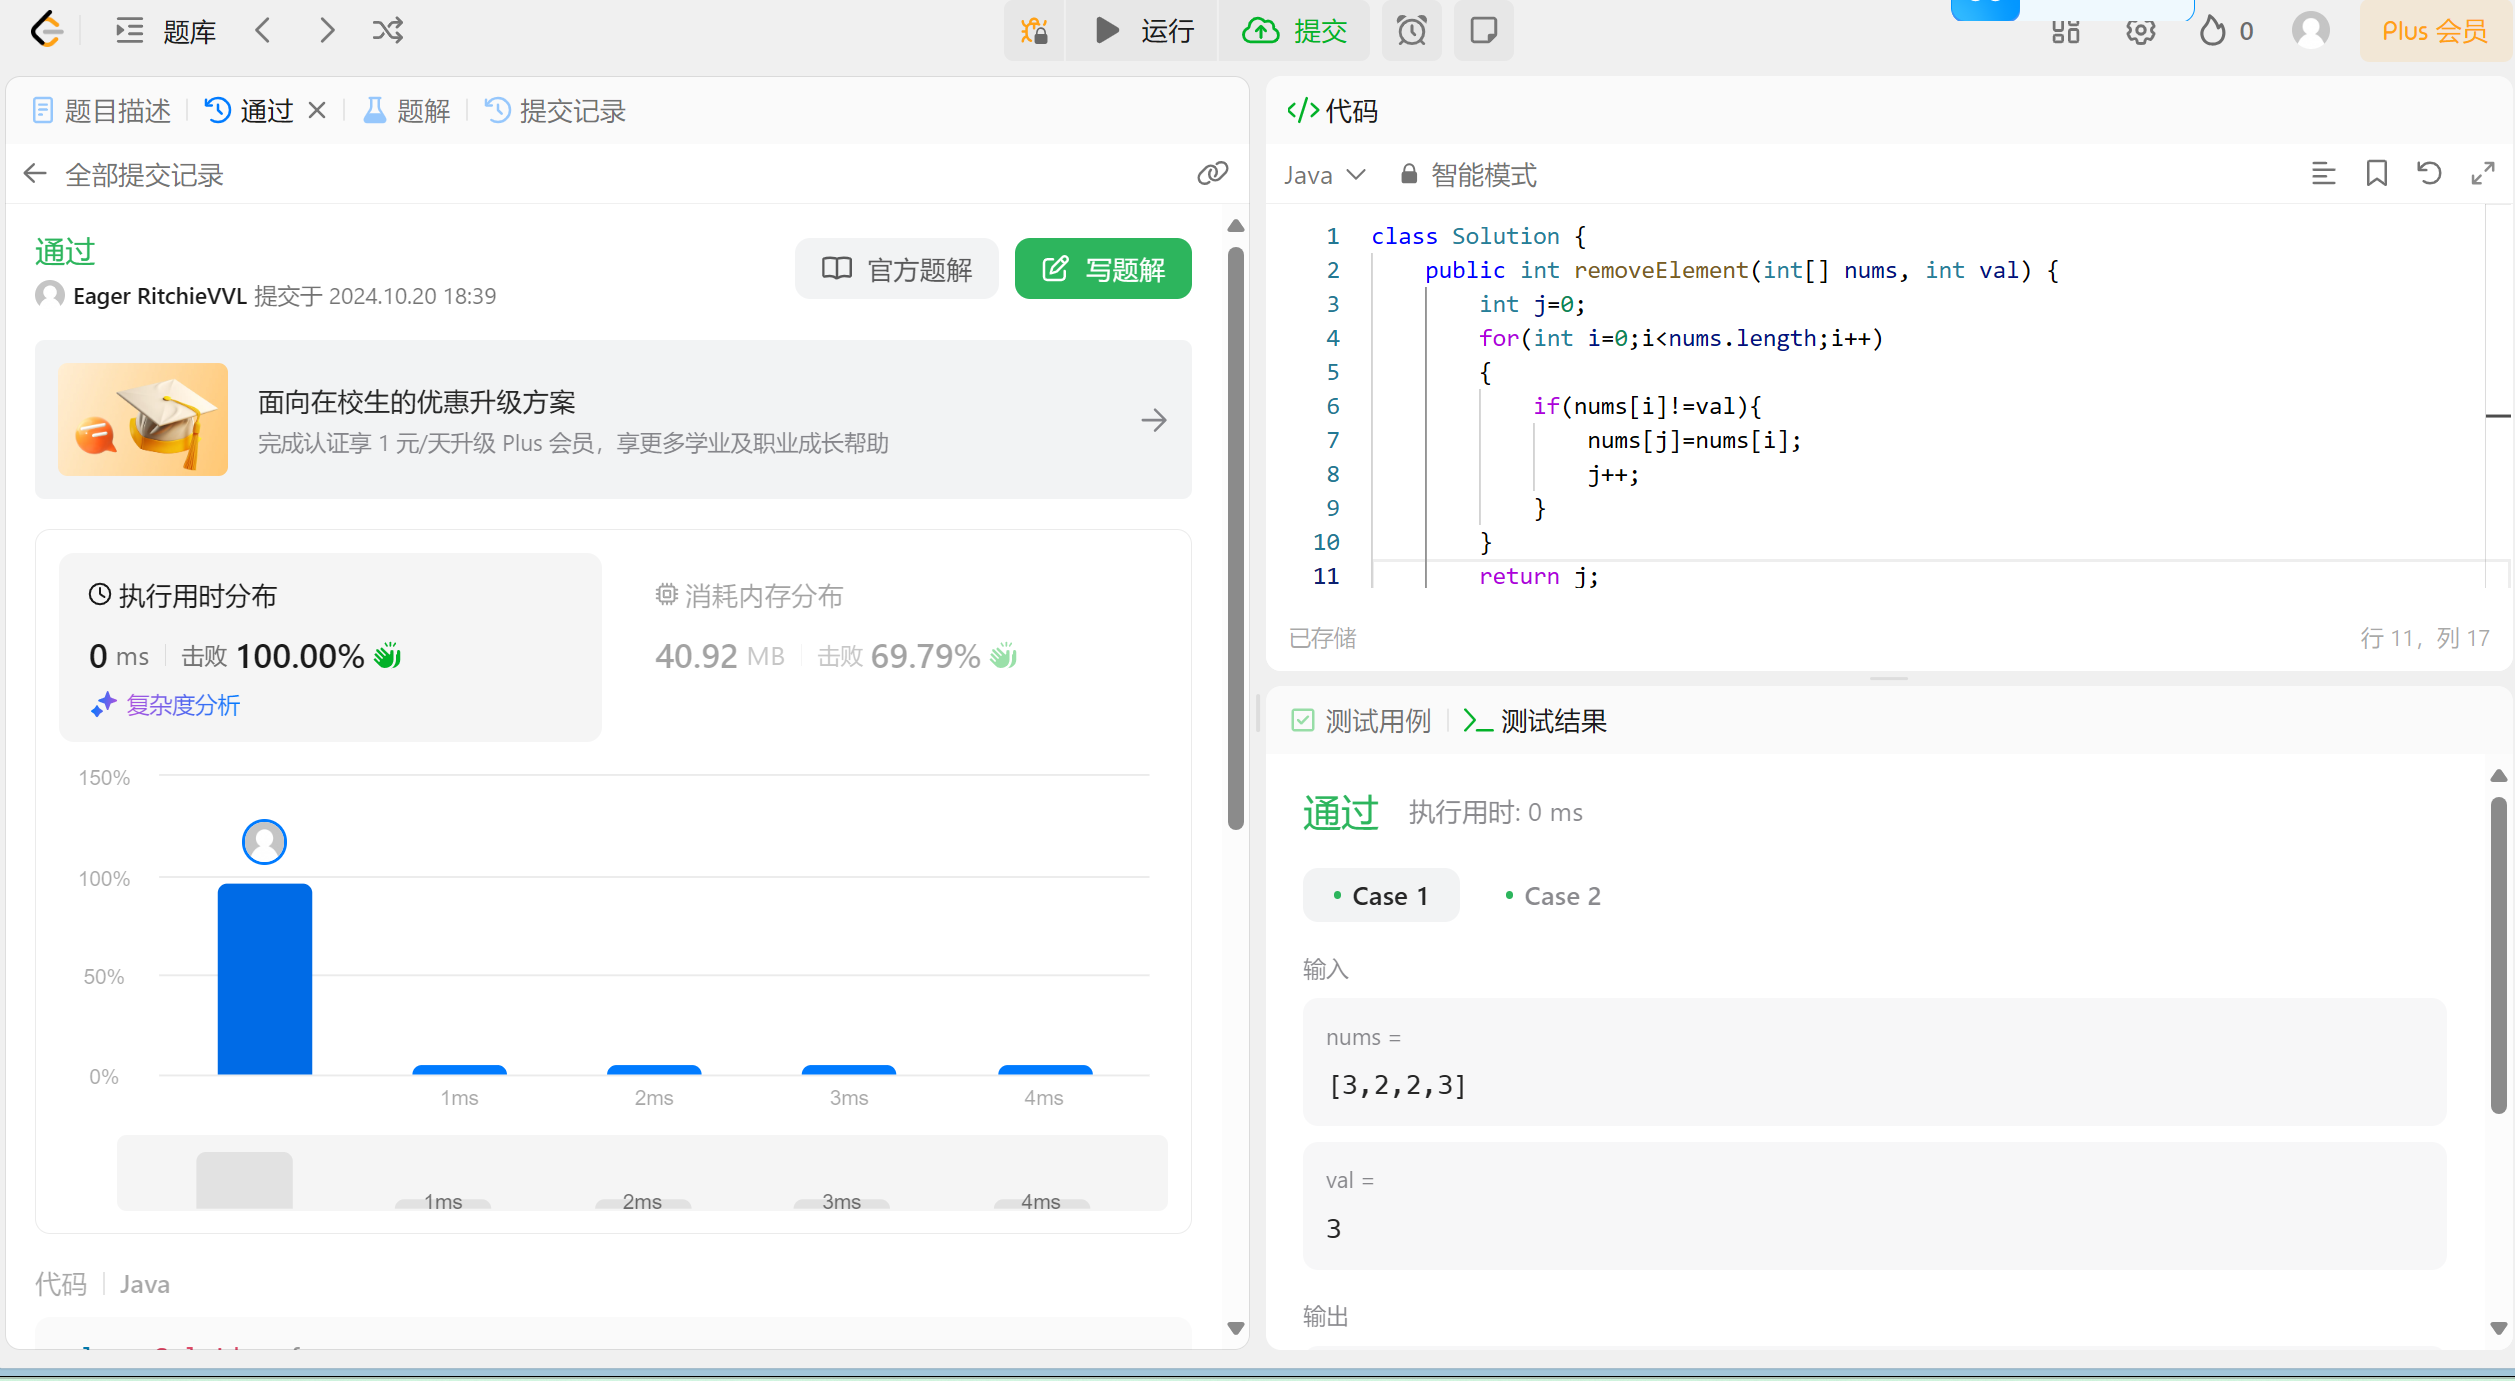 题库
运行
提交
0
Plus 会员
题目描述
通过
题解
提交记录
全部提交记录
通过
Eager RitchieVVL 提交于 2024.10.20 18:39
官方题解
写题解
面向在校生的优惠升级方案
完成认证享 1 元/天升级 Plus 会员，享更多学业及职业成长帮助
执行用时分布
0 ms 击败 100.00%
复杂度分析
消耗内存分布
40.92 MB 击败 69.79%
150%
100%
50%
0%
1ms 2ms 3ms 4ms
1ms 2ms 3ms 4ms
代码 Java
代码
Java 智能模式
1 class Solution {
2 public int removeElement(int[] nums, int val) {
3 int j=0;
4 for(int i=0;i<nums.length;i++)
5 {
6 if(nums[i]!=val){
7 nums[j]=nums[i];
8 j++;
9 }
10 }
11 return j;
已存储
行 11，列 17
测试用例
测试结果
通过 执行用时: 0 ms
Case 1 Case 2
输入
nums =
[3,2,2,3]
val =
3
输出